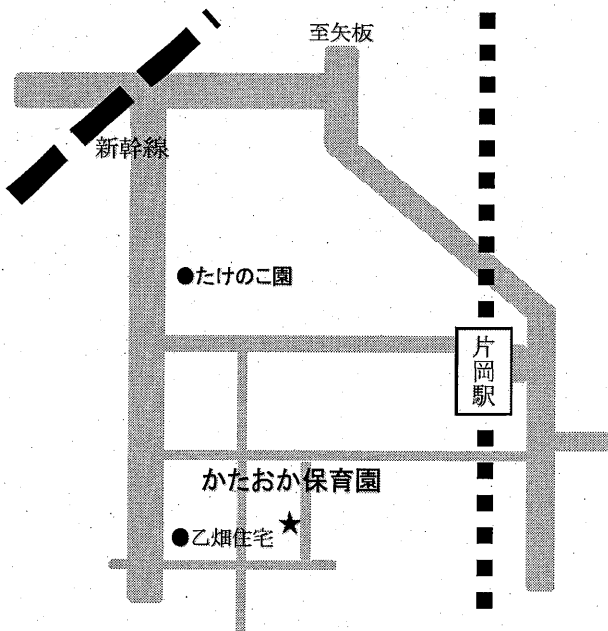 至矢板
新幹線
●たけのこ園
片岡駅
かたおか保育園
●乙畑住宅